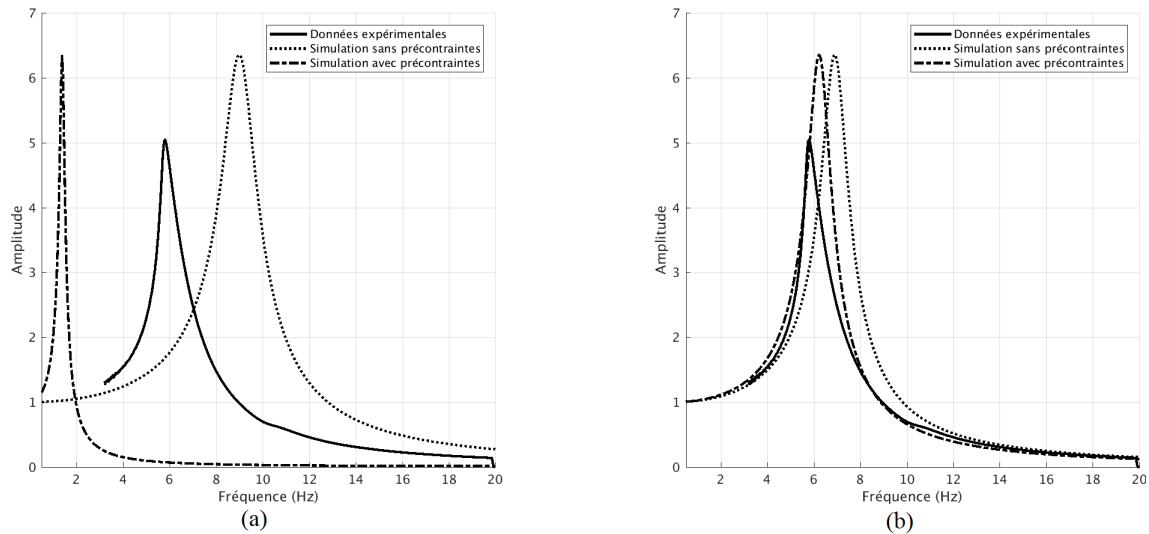 7
6
5
4
3
2
1
0
Amplitude
Données expérimentales
Simulation sans précontraintes
Simulation avec précontraintes
2 4 6 8 10 12 14 16 18 20
Fréquence (Hz)
(a)
7
6
5
4
3
2
1
0
Amplitude
Données expérimentales
Simulation sans précontraintes
Simulation avec précontraintes
2 4 6 8 10 12 14 16 18 20
Fréquence (Hz)
(b)